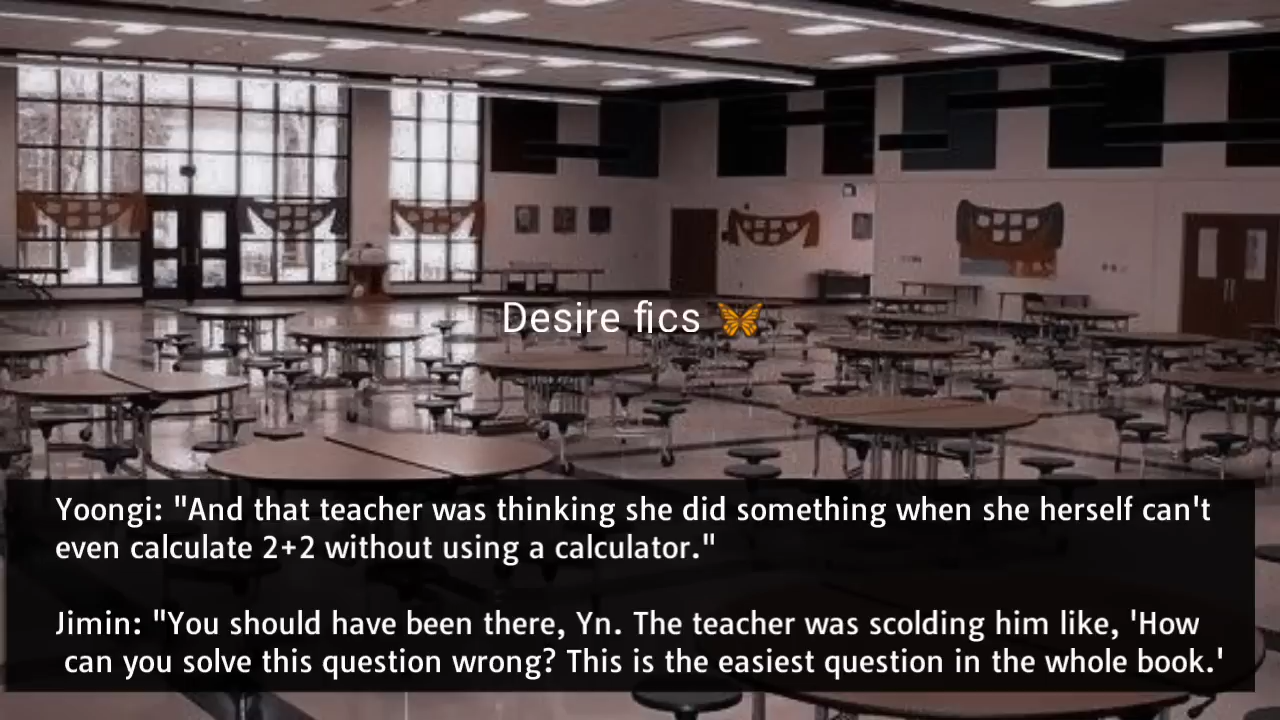 Desire fics 🦋
Yoongi: "And that teacher was thinking she did something when she herself can't
even calculate 2+2 without using a calculator."
Jimin: "You should have been there, Yn. The teacher was scolding him like, 'How
can you solve this question wrong? This is the easiest question in the whole book.'